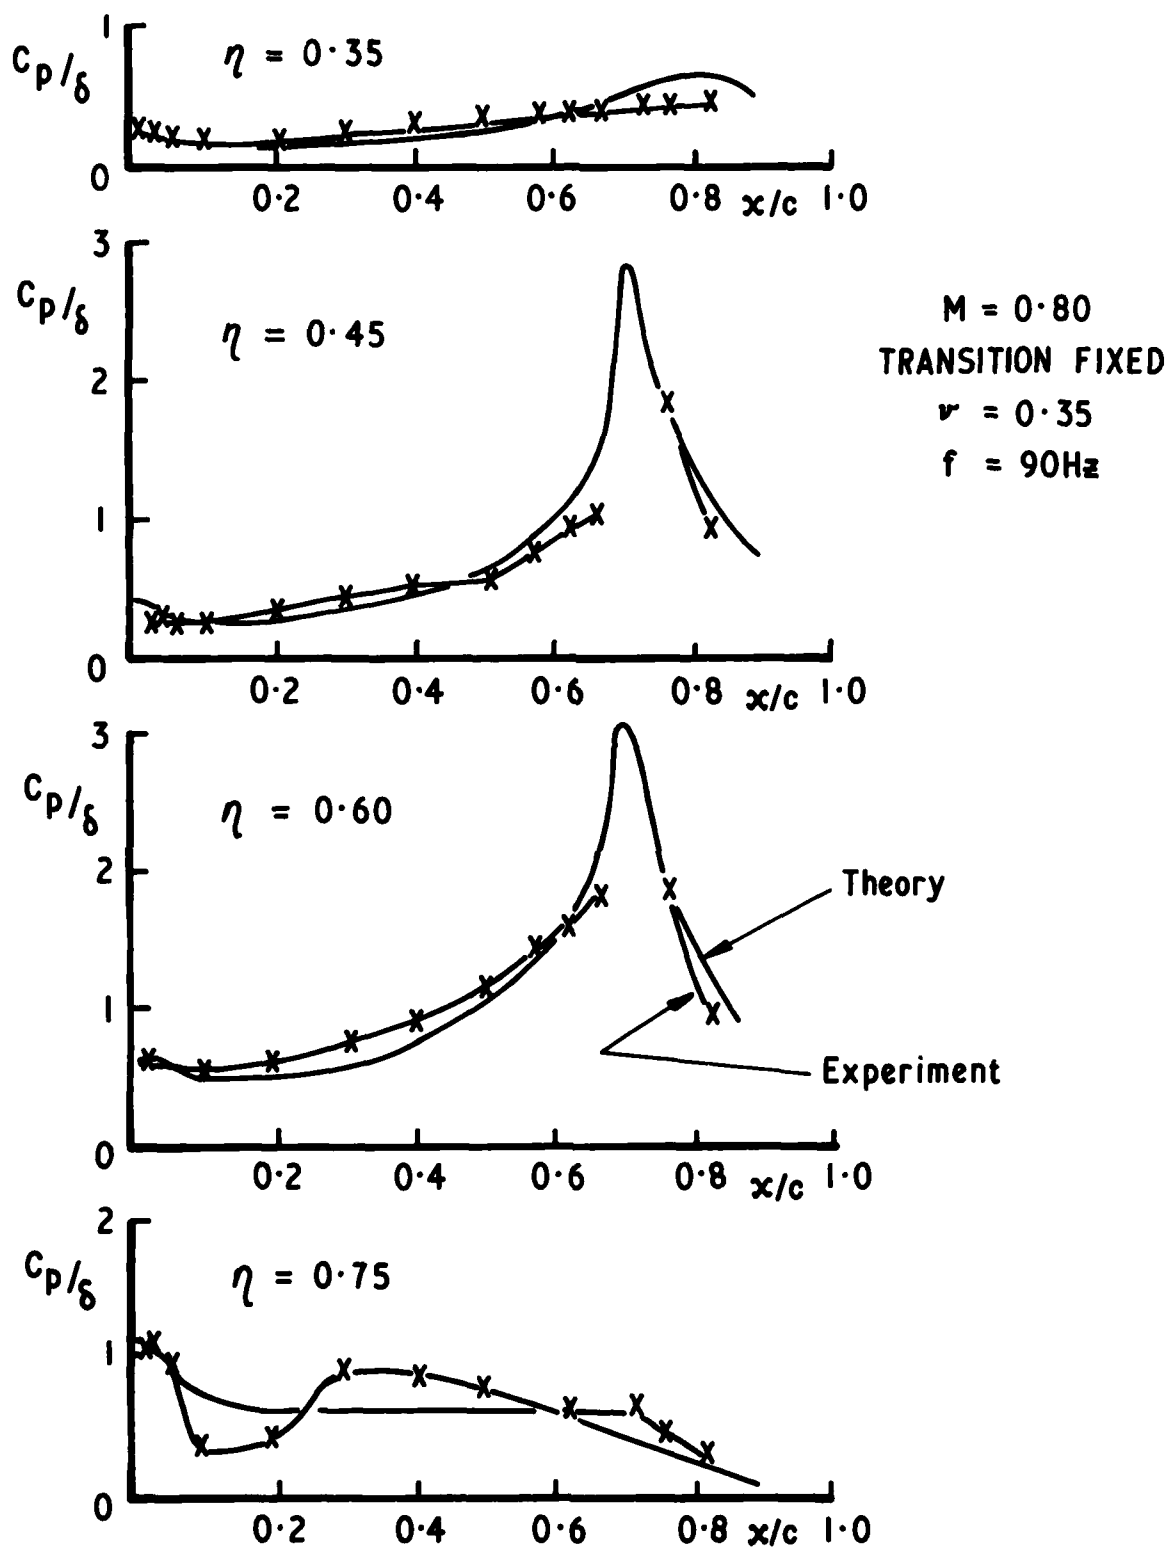 1
Cp/δ
η = 0·35
0
0·2 0·4 0·6 0·8 x/c 1·0
3
Cp/δ
η = 0·45
2
1
0
0·2 0·4 0·6 0·8 x/c 1·0
M = 0·80
TRANSITION FIXED
ν = 0·35
f = 90Hz
3
Cp/δ
η = 0·60
2
1
0
0·2 0·4 0·6 0·8 x/c 1·0
Theory
Experiment
2
Cp/δ
η = 0·75
1
0
0·2 0·4 0·6 0·8 x/c 1·0